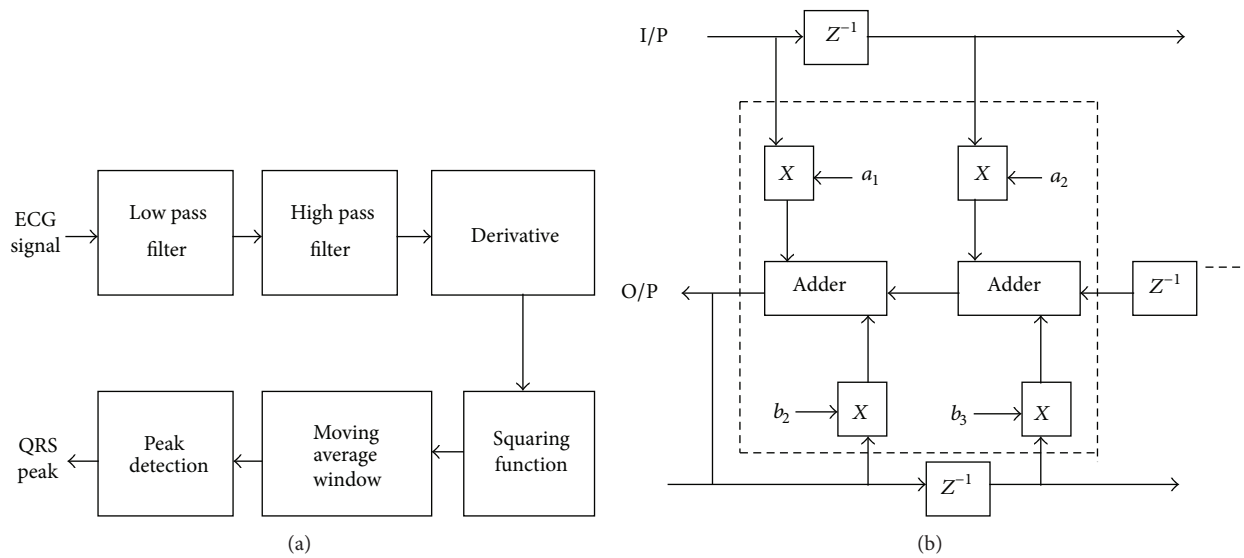 ECG
signal
Low pass
filter
High pass
filter
Derivative
QRS
peak
Peak
detection
Moving
average
window
Squaring
function
(a)
I/P
Z⁻¹
X
a₁
X
a₂
O/P
Adder
Adder
Z⁻¹
b₂
X
b₃
X
Z⁻¹
(b)